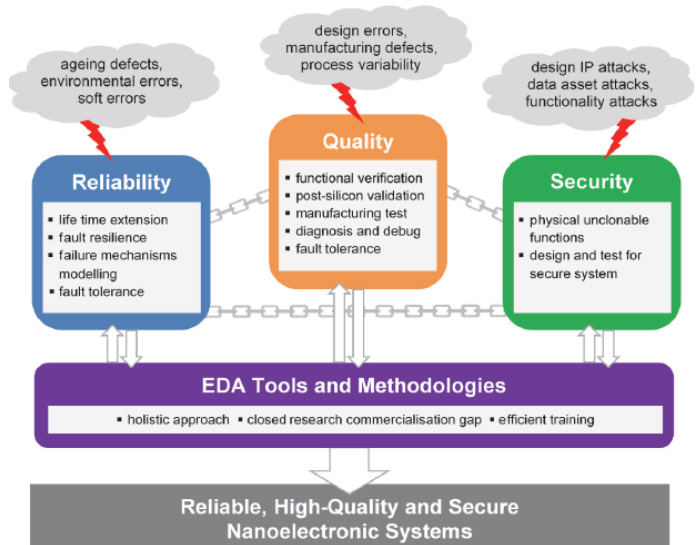 ageing defects,
environmental errors,
soft errors
design errors,
manufacturing defects,
process variability
design IP attacks,
data asset attacks,
functionality attacks
Reliability
▪ life time extension
▪ fault resilience
▪ failure mechanisms
modelling
▪ fault tolerance
Quality
▪ functional verification
▪ post-silicon validation
▪ manufacturing test
▪ diagnosis and debug
▪ fault tolerance
Security
▪ physical unclonable
functions
▪ design and test for
secure system
EDA Tools and Methodologies
▪ holistic approach ▪ closed research commercialisation gap ▪ efficient training
Reliable, High-Quality and Secure
Nanoelectronic Systems